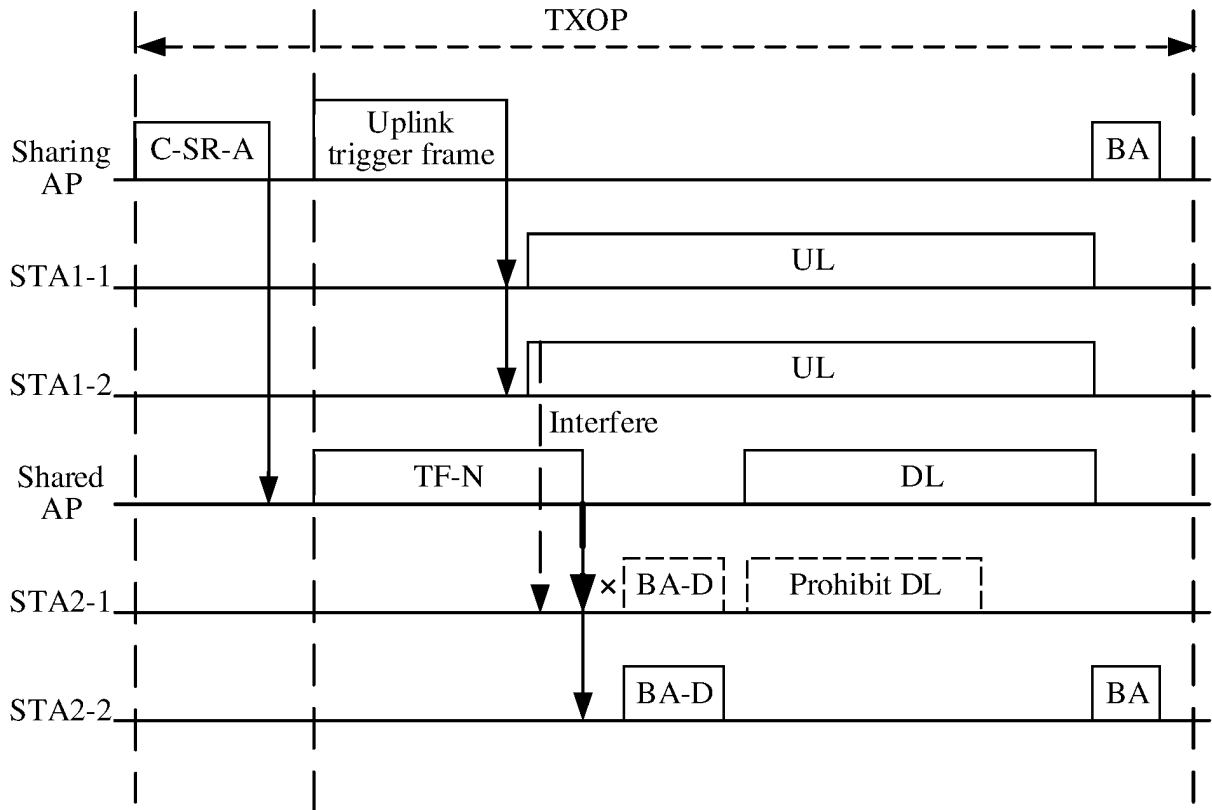 TXOP
Sharing AP
C-SR-A
Uplink
trigger frame
BA
STA1-1
UL
STA1-2
UL
Interfere
Shared AP
TF-N
DL
STA2-1
×
BA-D
Prohibit DL
STA2-2
BA-D
BA